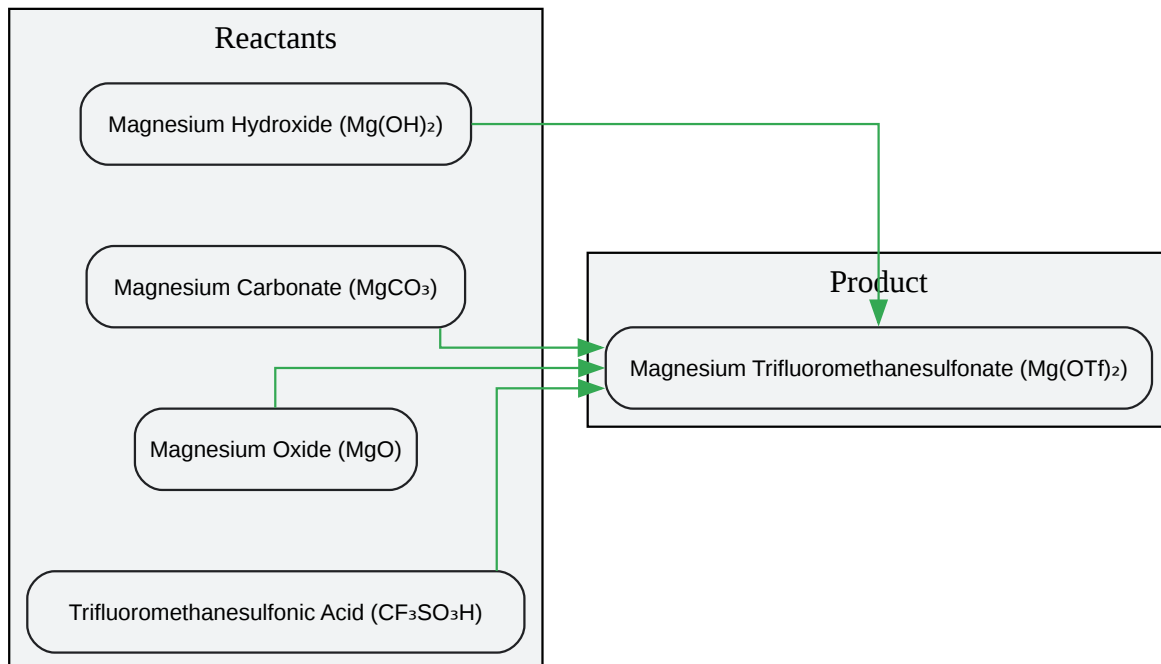 Reactants
Magnesium Hydroxide (Mg(OH)₂)
Magnesium Carbonate (MgCO₃)
Magnesium Oxide (MgO)
Trifluoromethanesulfonic Acid (CF₃SO₃H)
Product
Magnesium Trifluoromethanesulfonate (Mg(OTf)₂)